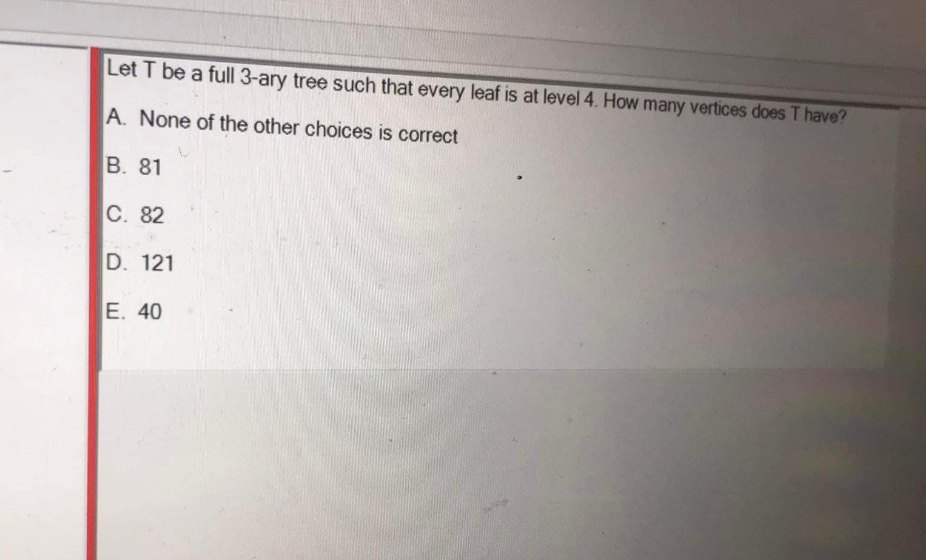 Let T be a full 3-ary tree such that every leaf is at level 4. How many vertices does T have?
A. None of the other choices is correct
B. 81
C. 82
D. 121
E. 40